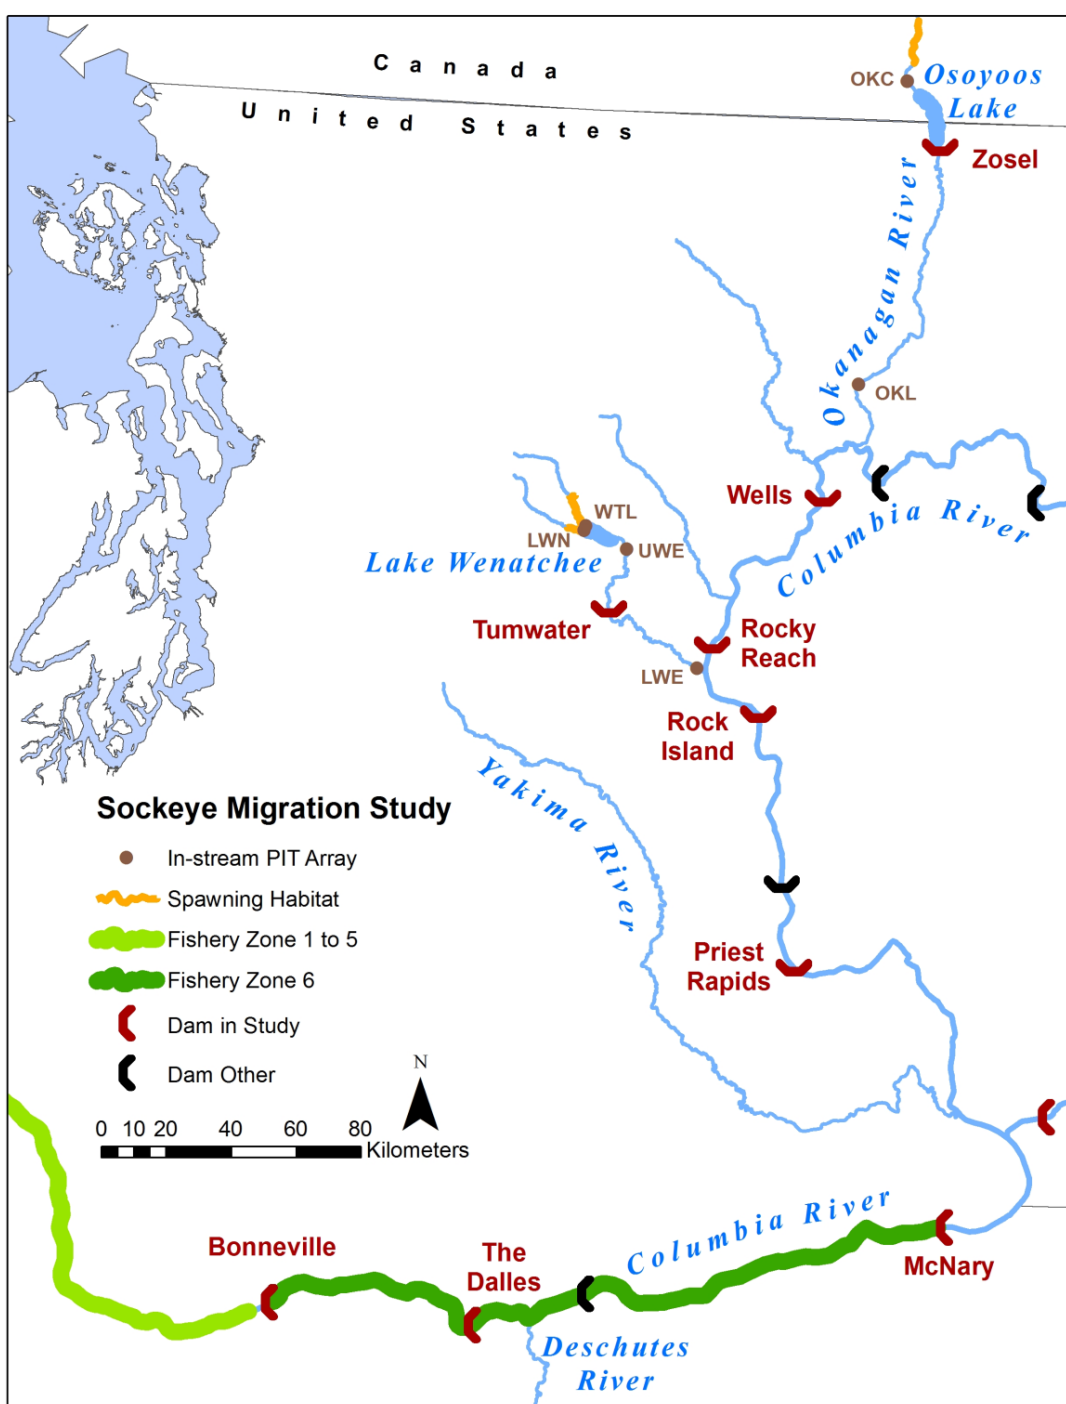 Canada
United States
OKC
Osoyoos
Lake
Zosel
Okanagan River
OKL
Wells
Columbia River
WTL
LWN
UWE
Lake Wenatchee
Tumwater
Rocky
Reach
LWE
Rock
Island
Yakima River
Sockeye Migration Study
In-stream PIT Array
Spawning Habitat
Fishery Zone 1 to 5
Fishery Zone 6
Dam in Study
Dam Other
Priest
Rapids
N
0 10 20 40 60 80
Kilometers
Bonneville
The
Dalles
Columbia River
McNary
Deschutes
River